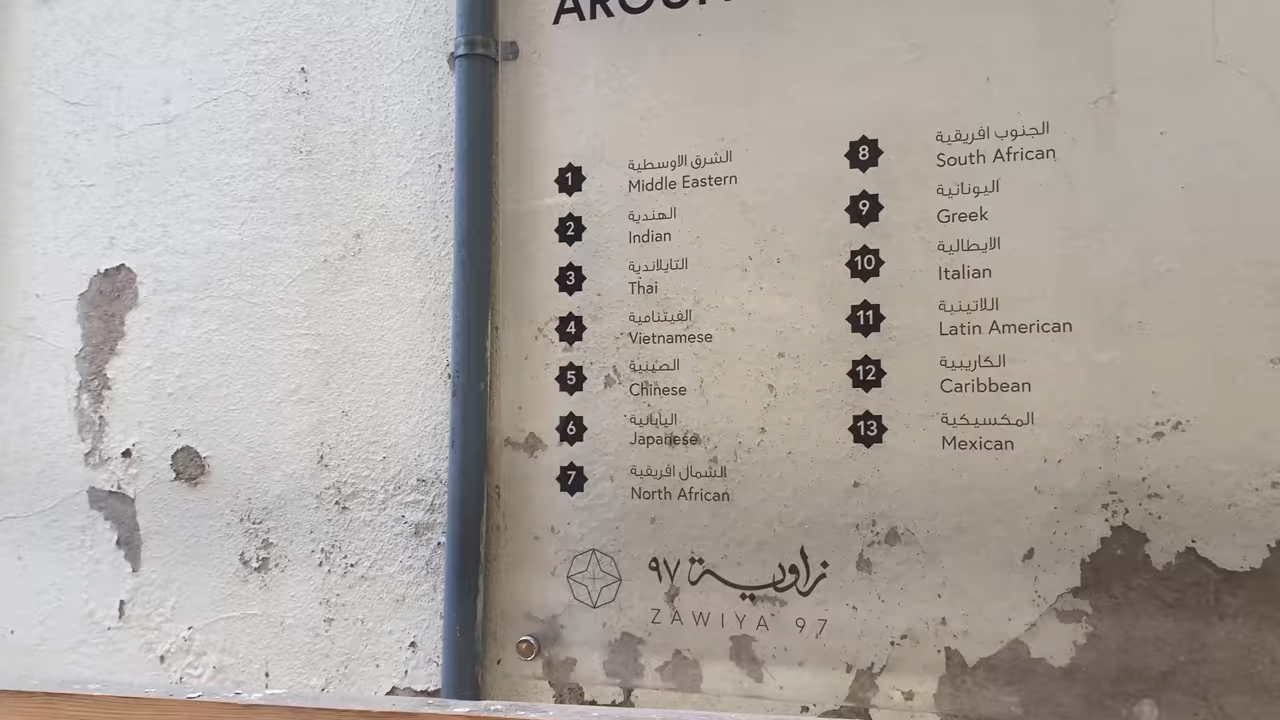 AROUN
1
الشرق الاوسطية
Middle Eastern
2
الهندية
Indian
3
التايلاندية
Thai
4
الفيتنامية
Vietnamese
5
الصينية
Chinese
6
اليابانية
Japanese
7
الشمال افريقية
North African
8
الجنوب افريقية
South African
9
اليونانية
Greek
10
الايطالية
Italian
11
اللاتينية
Latin American
12
الكاريبية
Caribbean
13
المكسيكية
Mexican
زاوية ٩٧
ZAWIYA 97